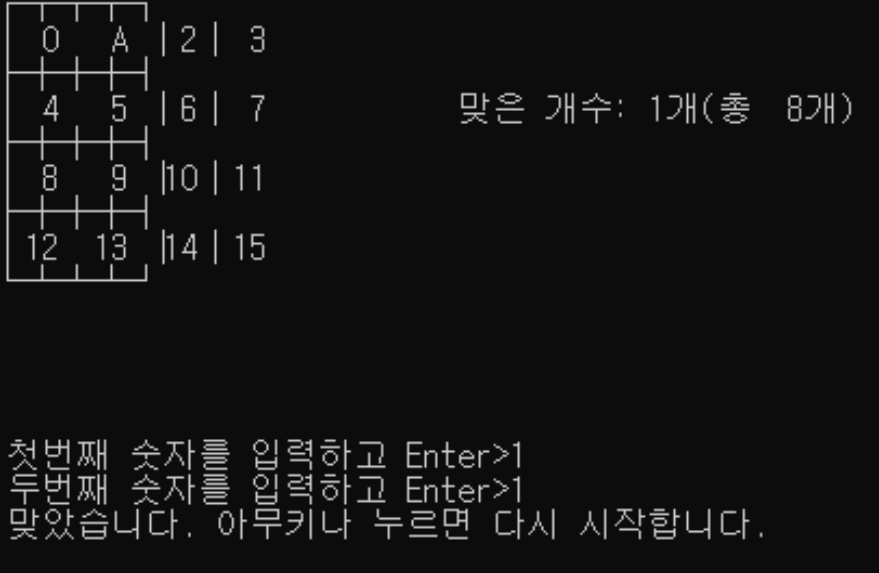 0 A |2| 3
4 5 |6| 7 맞은 개수: 1개(총 8개)
8 9 |10| 11
12 13 |14| 15
첫번째 숫자를 입력하고 Enter>1
두번째 숫자를 입력하고 Enter>1
맞았습니다. 아무키나 누르면 다시 시작합니다.